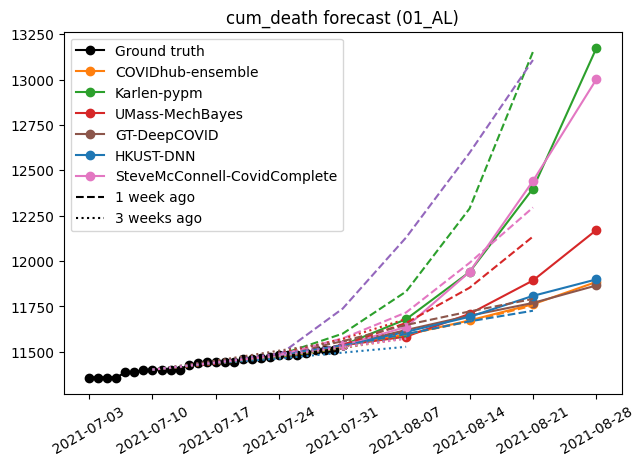 cum_death forecast (01_AL)
13250
13000
12750
12500
12250
12000
11750
11500
Ground truth
COVIDhub-ensemble
Karlen-pypm
UMass-MechBayes
GT-DeepCOVID
HKUST-DNN
SteveMcConnell-CovidComplete
1 week ago
3 weeks ago
2021-07-03
2021-07-10
2021-07-17
2021-07-24
2021-07-31
2021-08-07
2021-08-14
2021-08-21
2021-08-28